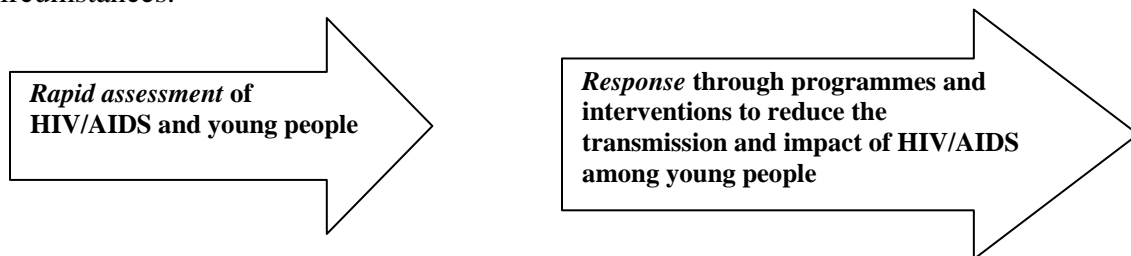 rcumstances.
Rapid assessment of
HIV/AIDS and young people
Response through programmes and
interventions to reduce the
transmission and impact of HIV/AIDS
among young people